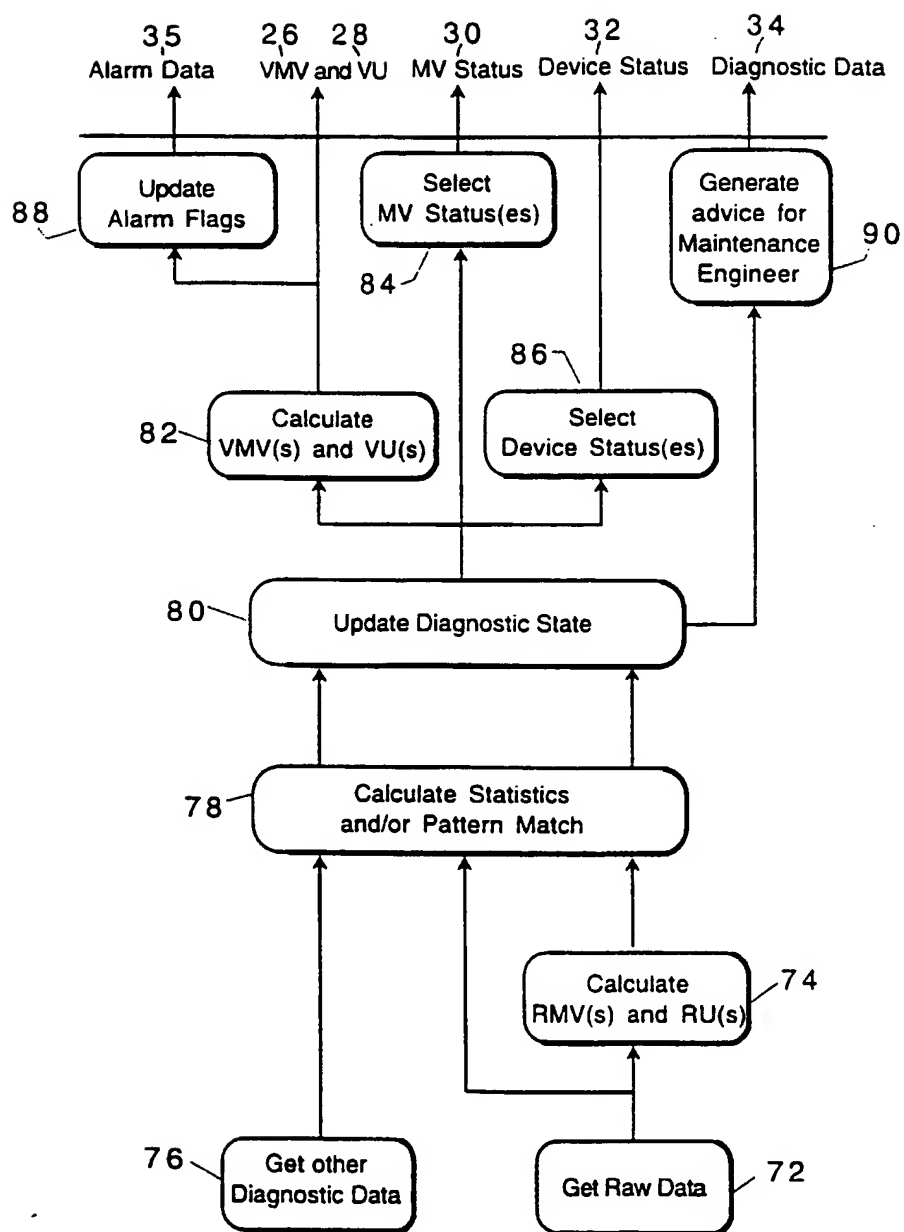 35 26 28 30 32 34
Alarm Data VMV and VU MV Status Device Status Diagnostic Data
Update
Alarm Flags
88
Select
MV Status(es)
84
Generate
advice for
Maintenance
Engineer
90
86
82
Calculate
VMV(s) and VU(s)
Select
Device Status(es)
80
Update Diagnostic State
78
Calculate Statistics
and/or Pattern Match
Calculate
RMV(s) and RU(s)
74
76
Get other
Diagnostic Data
Get Raw Data
72